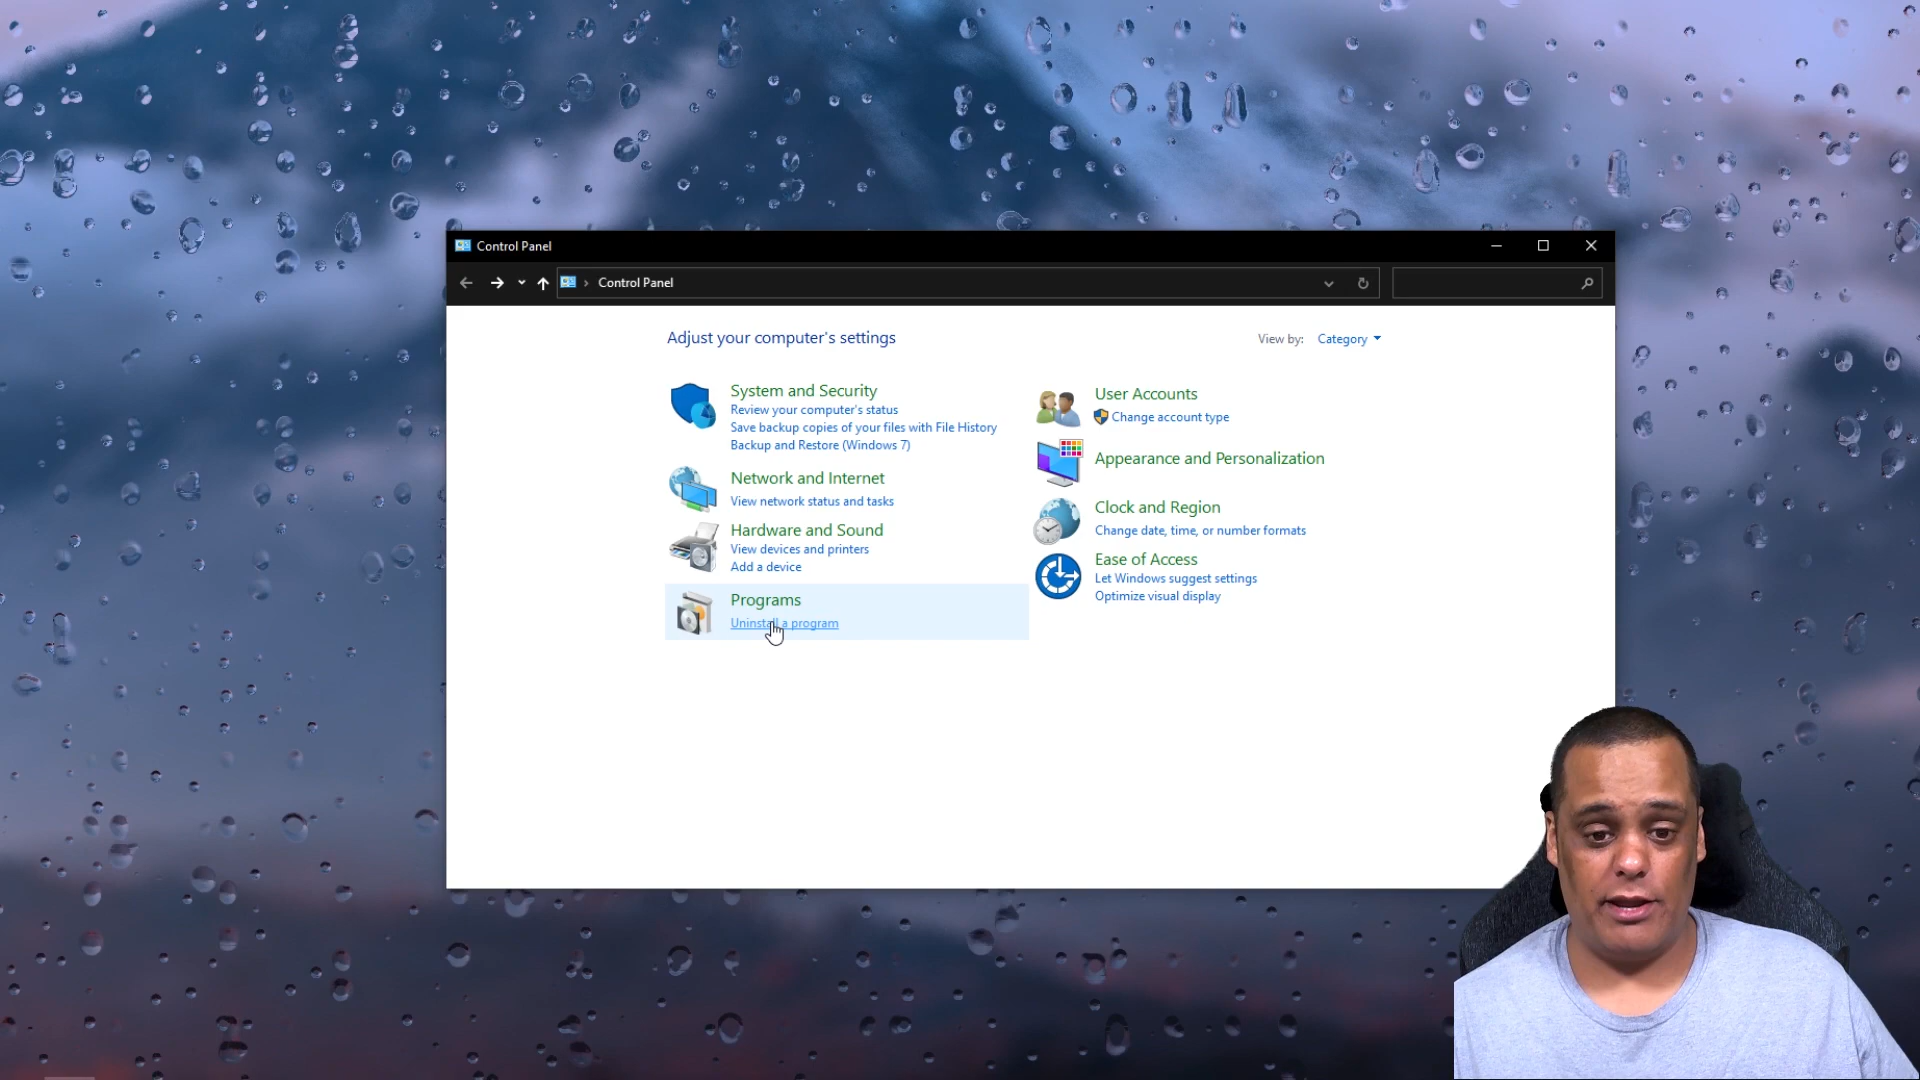 Control Panel
Control Panel
Adjust your computer's settings
View by: Category
System and Security
Review your computer's status
Save backup copies of your files with File History
Backup and Restore (Windows 7)
Network and Internet
View network status and tasks
Hardware and Sound
View devices and printers
Add a device
Programs
Uninstall a program
User Accounts
Change account type
Appearance and Personalization
Clock and Region
Change date, time, or number formats
Ease of Access
Let Windows suggest settings
Optimize visual display